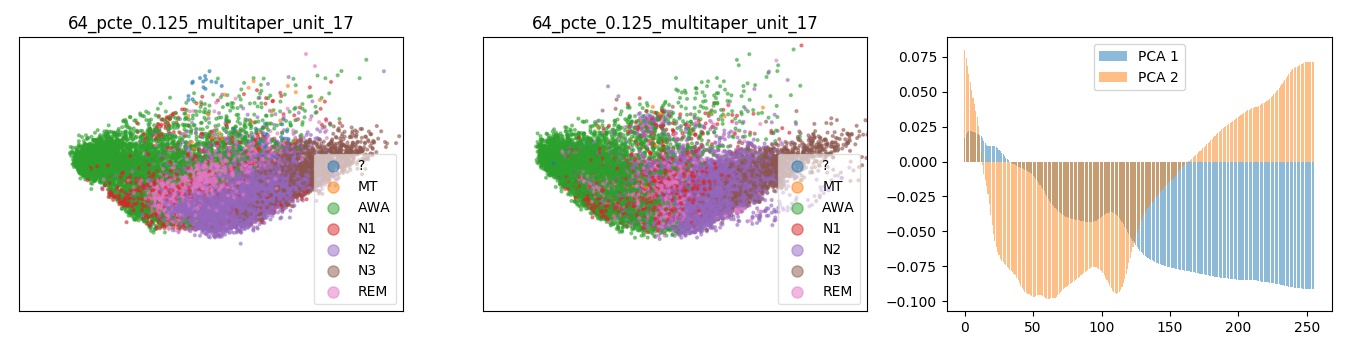 64_pcte_0.125_multitaper_unit_17
?
MT
AWA
N1
N2
N3
REM
64_pcte_0.125_multitaper_unit_17
?
MT
AWA
N1
N2
N3
REM
PCA 1
PCA 2
0.075
0.050
0.025
0.000
−0.025
−0.050
−0.075
−0.100
0 50 100 150 200 250